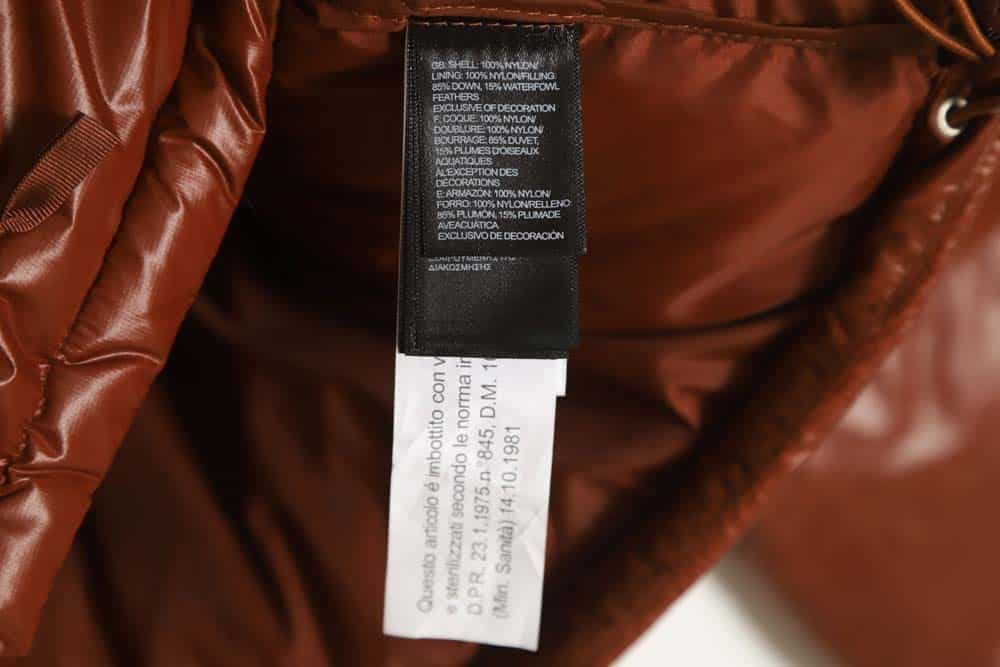 GB: SHELL: 100% NYLON/
LINING: 100% NYLON/FILLING:
85% DOWN, 15% WATERFOWL
FEATHERS
EXCLUSIVE OF DECORATION
F: COQUE: 100% NYLON/
DOUBLURE: 100% NYLON/
BOURRAGE: 85% DUVET,
15% PLUMES D'OISEAUX
AQUATIQUES
ÀL'EXCEPTION DES
DÉCORATIONS
E: ARMAZÓN: 100% NYLON/
FORRO: 100% NYLON/RELLENO:
85% PLUMÓN, 15% PLUMADE
AVEACUÁTICA
EXCLUSIVO DE DECORACIÓN
ΔΙΑΚΟΣΜΗΣΗΣ
Questo articolo é imbottito con
e sterilizzati secondo le norma
D.P.R. 23.1.1975.n°845, D.M.
(Min. Sanità) 14.10.1981